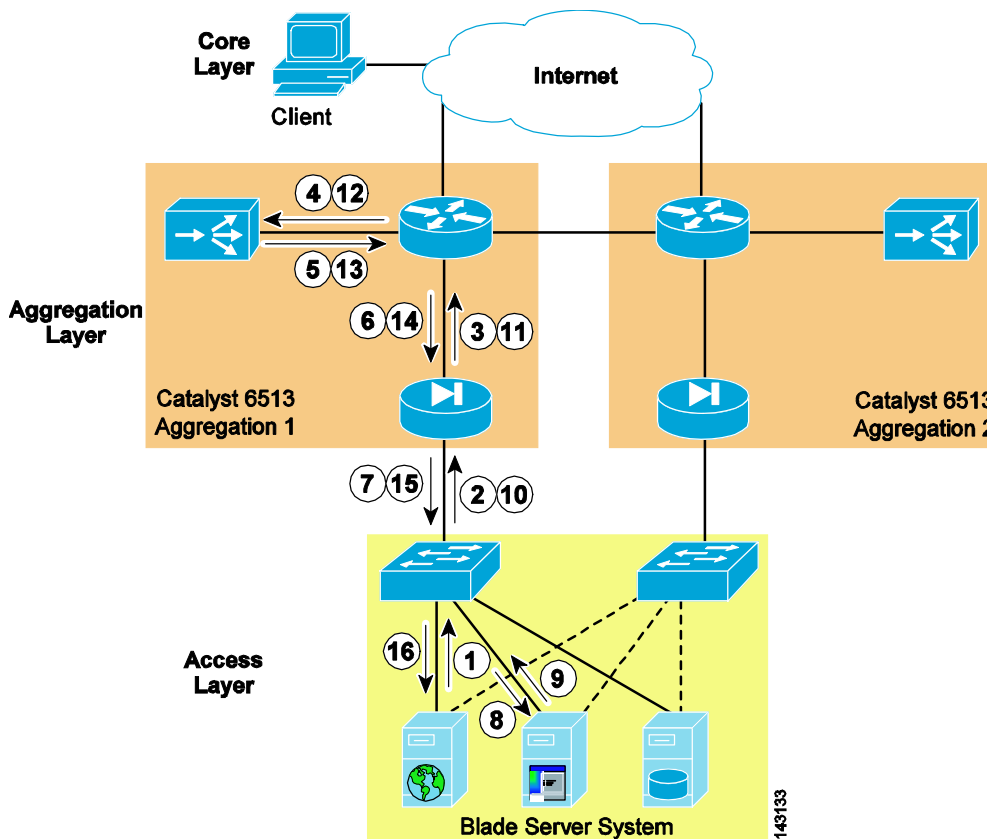 Core
Layer
Internet
Client
4 12
5 13
Aggregation
Layer
6 14
3 11
Catalyst 6513
Aggregation 1
Catalyst 6513
Aggregation 2
7 15
2 10
Access
Layer
16
1
9
8
Blade Server System
143133